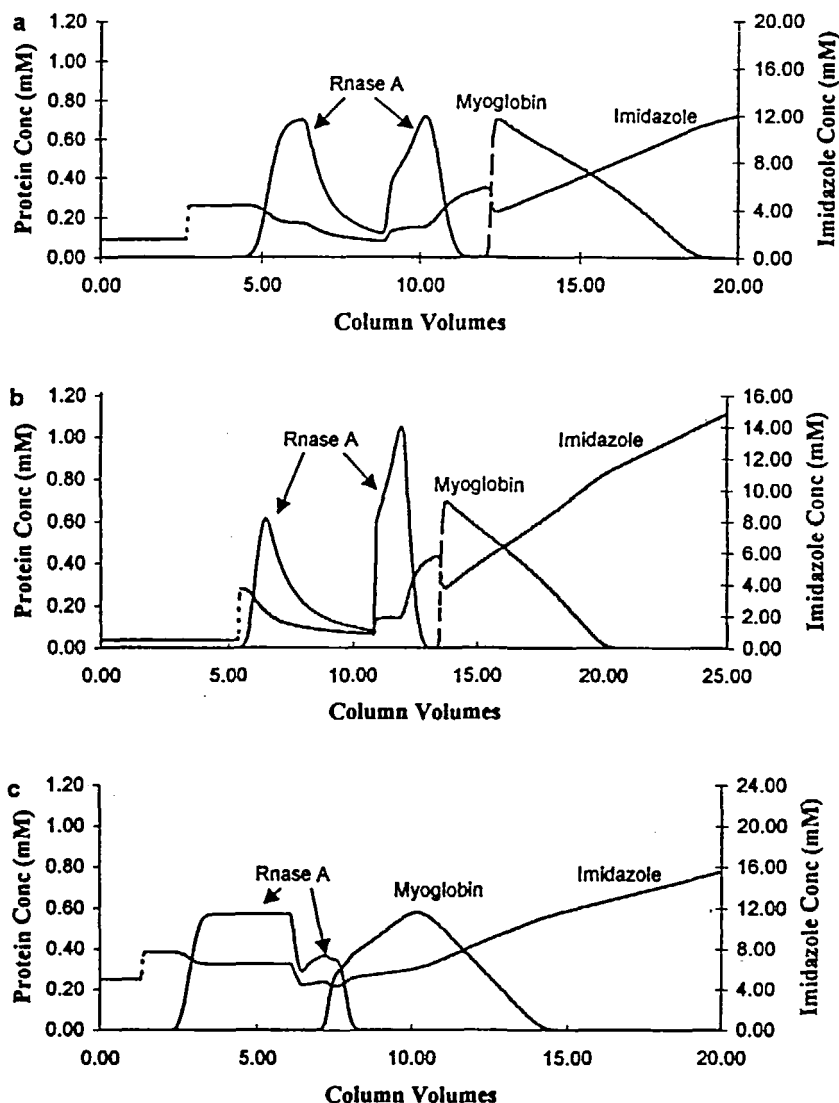 a
Protein Conc (mM)
1.20
1.00
0.80
0.60
0.40
0.20
0.00
Rnase A
Myoglobin
Imidazole
20.00
16.00
12.00
8.00
4.00
0.00
Imidazole Conc (mM)
0.00 5.00 10.00 15.00 20.00
Column Volumes
b
Protein Conc (mM)
1.20
1.00
0.80
0.60
0.40
0.20
0.00
Rnase A
Myoglobin
Imidazole
16.00
14.00
12.00
10.00
8.00
6.00
4.00
2.00
0.00
Imidazole Conc (mM)
0.00 5.00 10.00 15.00 20.00 25.00
Column Volumes
c
Protein Conc (mM)
1.20
1.00
0.80
0.60
0.40
0.20
0.00
Rnase A
Myoglobin
Imidazole
24.00
20.00
16.00
12.00
8.00
4.00
0.00
Imidazole Conc (mM)
0.00 5.00 10.00 15.00 20.00
Column Volumes